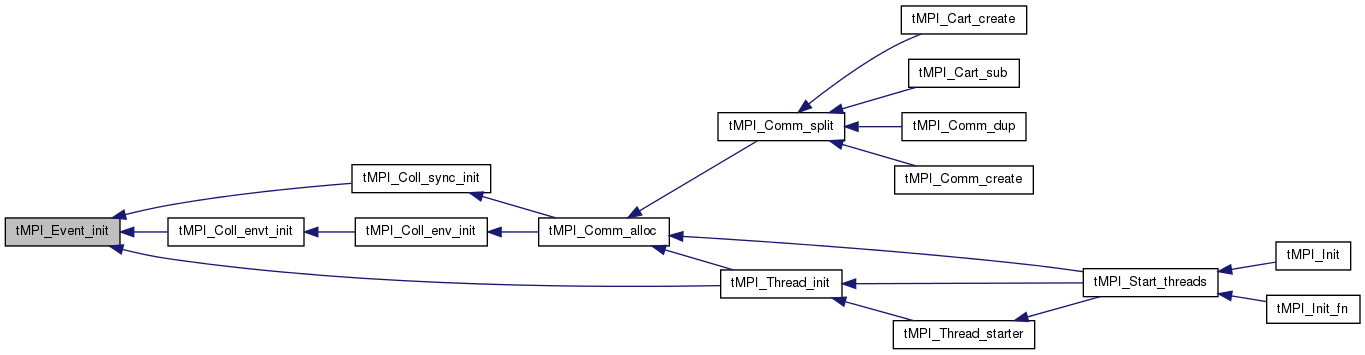 tMPI_Cart_create
tMPI_Cart_sub
tMPI_Comm_split
tMPI_Comm_dup
tMPI_Coll_sync_init
tMPI_Comm_create
tMPI_Event_init
tMPI_Coll_envt_init
tMPI_Coll_env_init
tMPI_Comm_alloc
tMPI_Init
tMPI_Thread_init
tMPI_Start_threads
tMPI_Init_fn
tMPI_Thread_starter